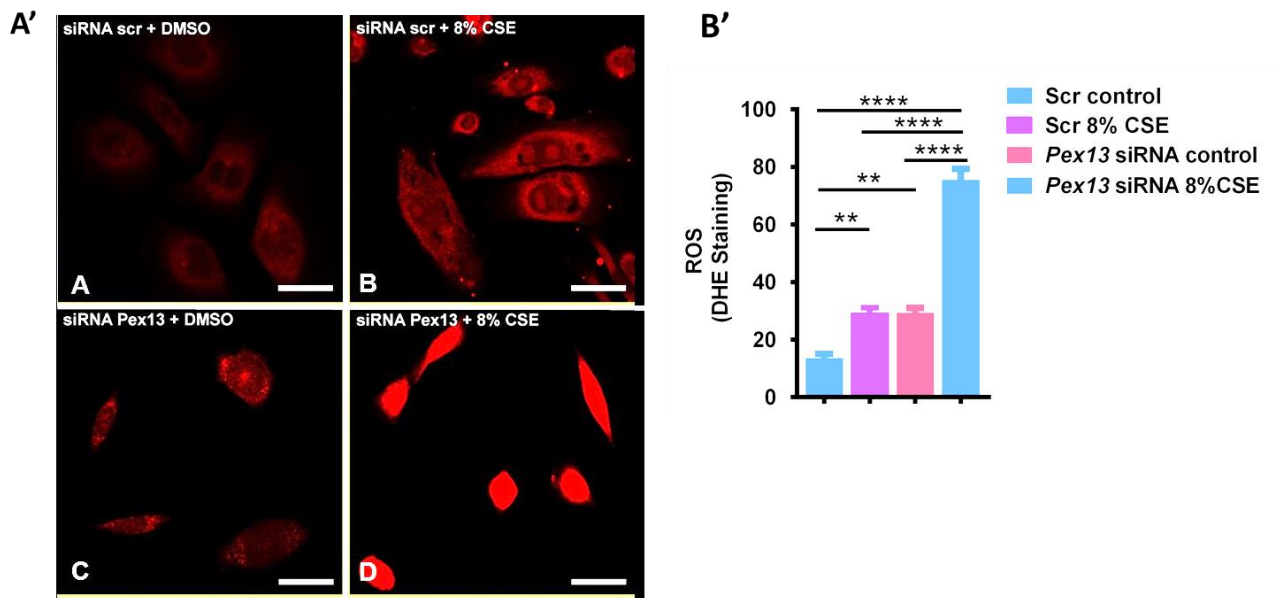 A’
siRNA scr + DMSO
A
siRNA scr + 8% CSE
B
siRNA Pex13 + DMSO
C
siRNA Pex13 + 8% CSE
D
B’
ROS
(DHE Staining)
100
80
60
40
20
0
****
****
****
**
**
Scr control
Scr 8% CSE
Pex13 siRNA control
Pex13 siRNA 8%CSE